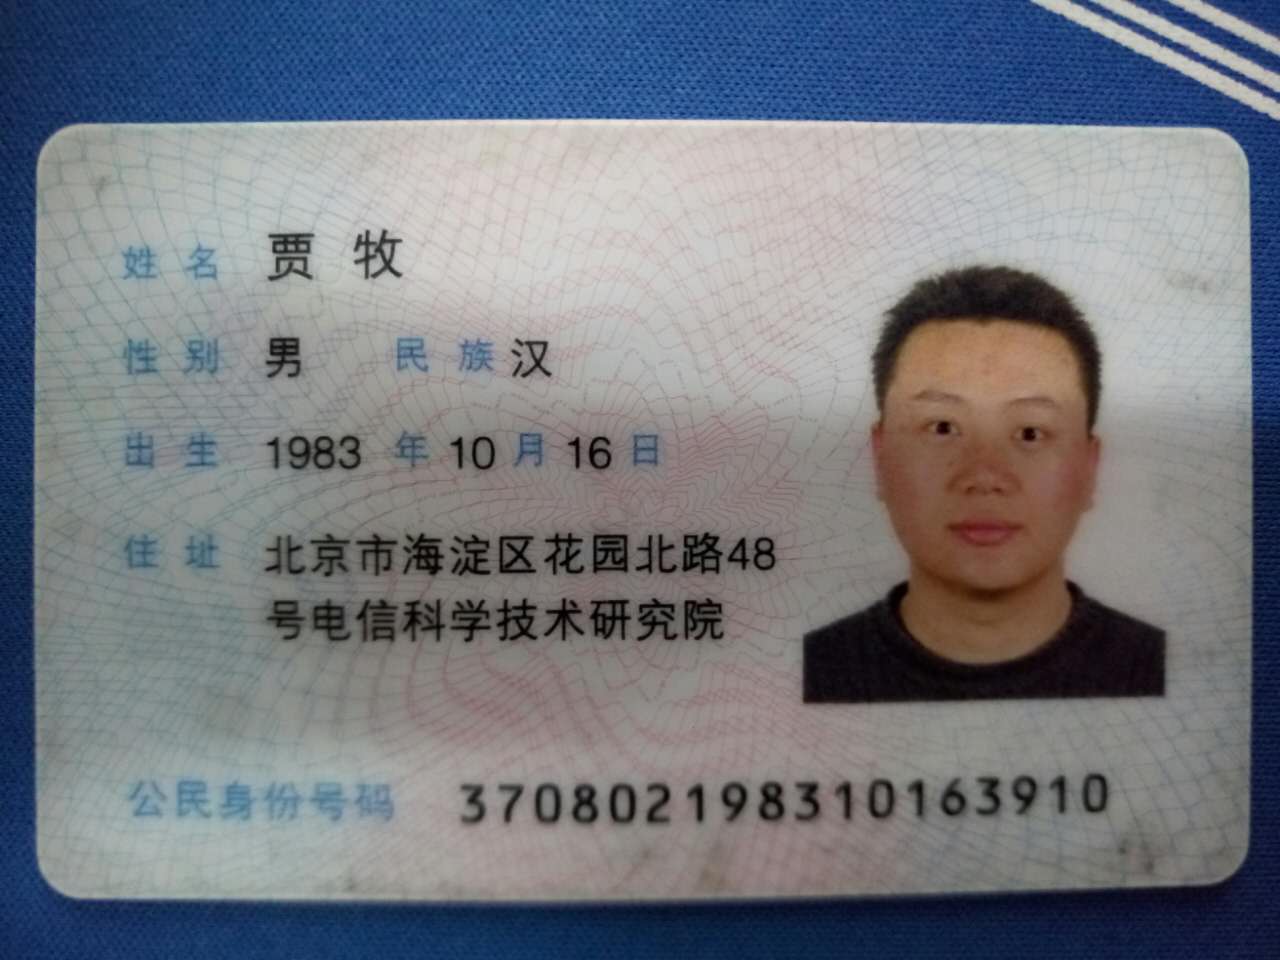 姓名 贾牧
性别 男 民族 汉
出生 1983 年 10 月 16 日
住址 北京市海淀区花园北路48
号电信科学技术研究院
公民身份号码 370802198310163910